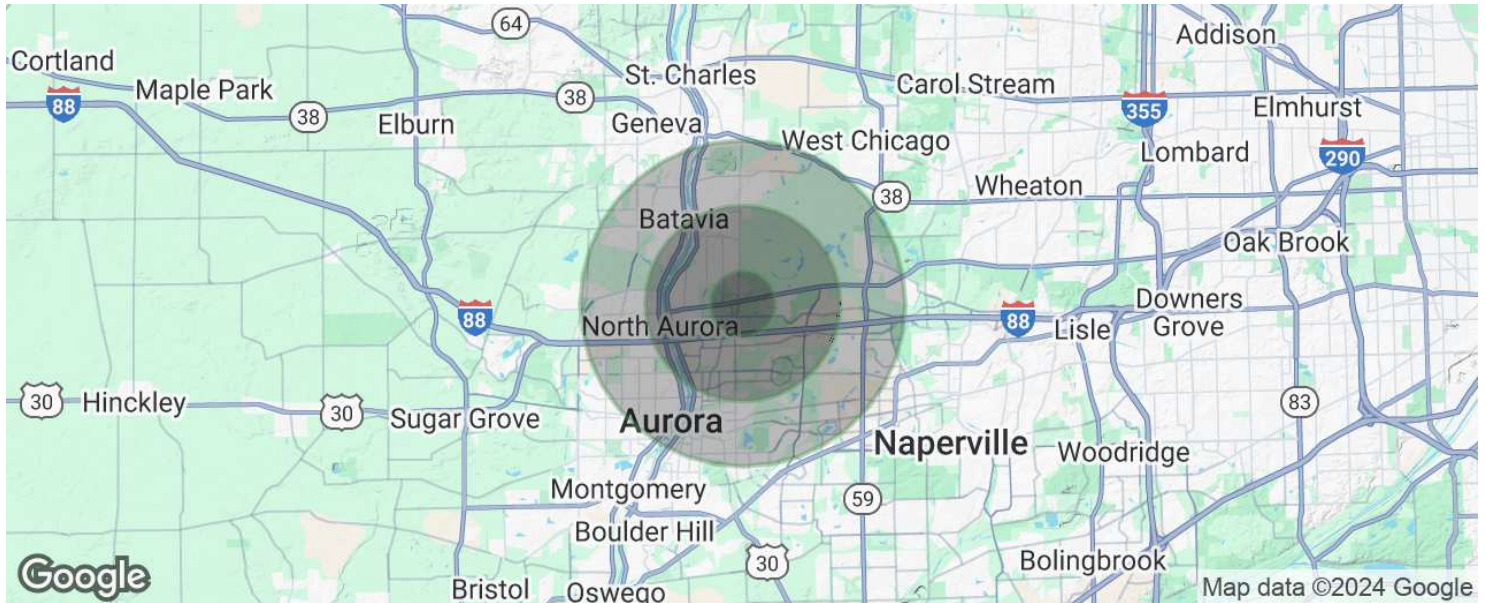 64
Addison
Cortland
St. Charles
88
Maple Park
38
Carol Stream
355
Elmhurst
38
Elburn
Geneva
West Chicago
Lombard
290
Wheaton
38
Batavia
Oak Brook
88
North Aurora
88
Lisle
Downers
Grove
30
Hinckley
30
Sugar Grove
Aurora
83
Naperville
Woodridge
Montgomery
59
Boulder Hill
30
Bolingbrook
Google
Bristol
Oswego
Map data ©2024 Google